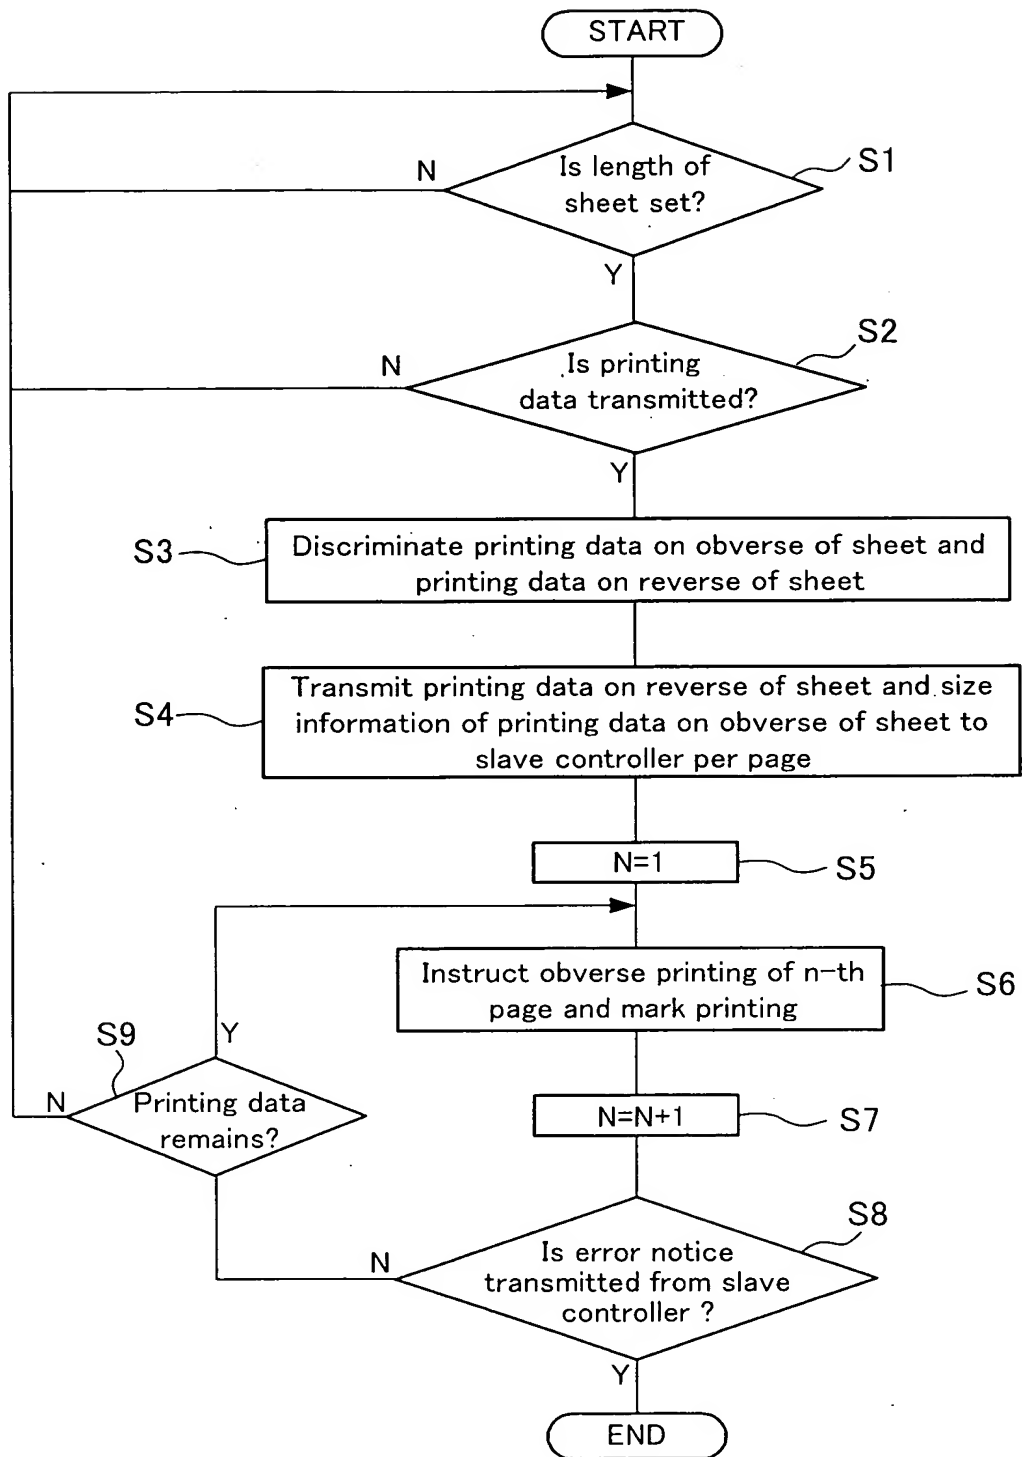 START
N
Is length of
sheet set?
S1
Y
N
Is printing
data transmitted?
S2
Y
S3
Discriminate printing data on obverse of sheet and
printing data on reverse of sheet
S4
Transmit printing data on reverse of sheet and size
information of printing data on obverse of sheet to
slave controller per page
N=1
S5
Instruct obverse printing of n-th
page and mark printing
S6
S9
Y
N
Printing data
remains?
N=N+1
S7
S8
N
Is error notice
transmitted from slave
controller ?
Y
END